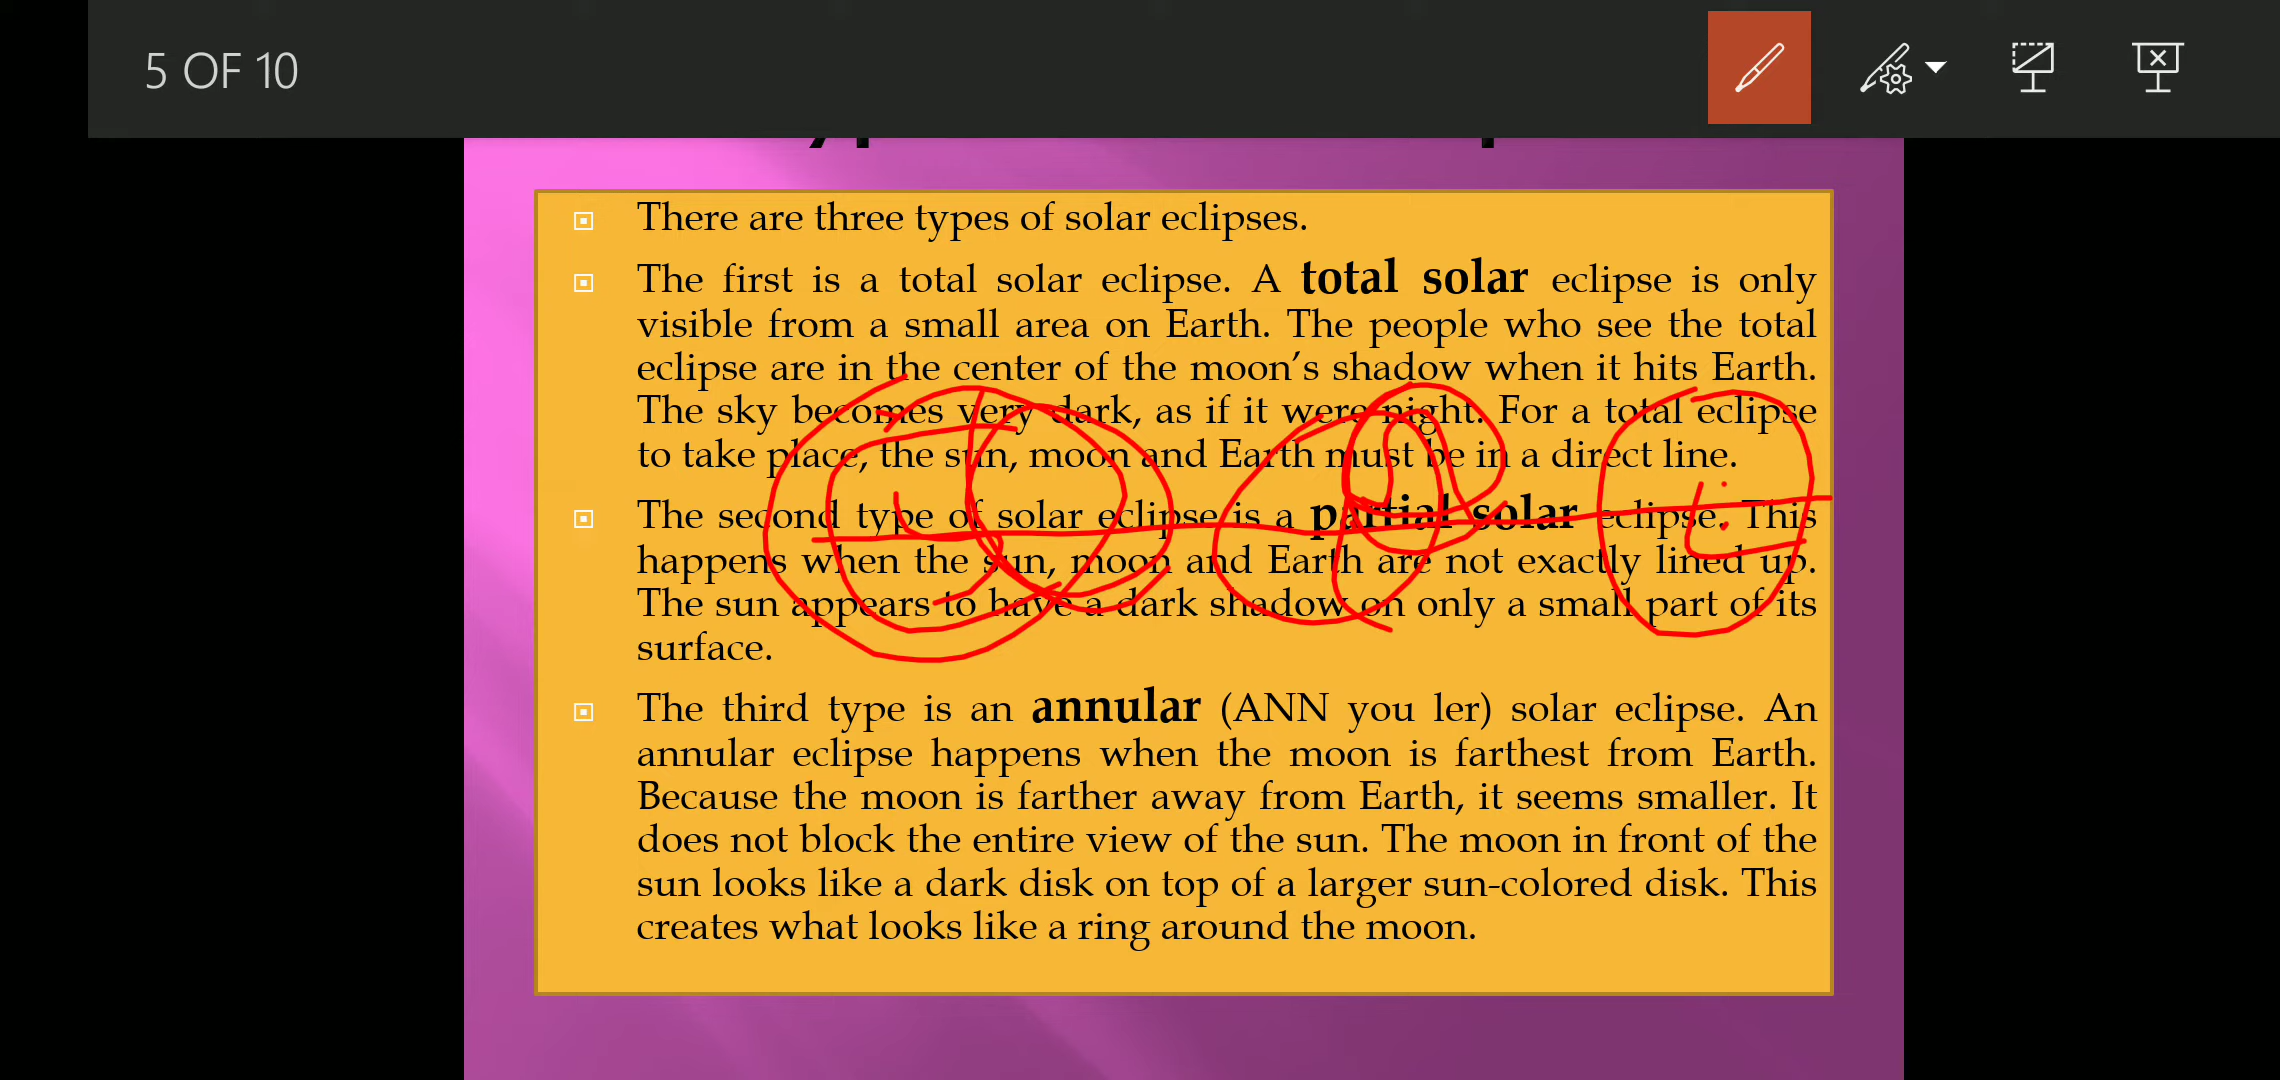 5 OF 10
There are three types of solar eclipses.
The first is a total solar eclipse. A total solar eclipse is only
visible from a small area on Earth. The people who see the total
eclipse are in the center of the moon’s shadow when it hits Earth.
The sky becomes very dark, as if it were night. For a total eclipse
to take place, the sun, moon and Earth must be in a direct line.
The second type of solar eclipse is a partial solar eclipse. This
happens when the sun, moon and Earth are not exactly lined up.
The sun appears to have a dark shadow on only a small part of its
surface.
The third type is an annular (ANN you ler) solar eclipse. An
annular eclipse happens when the moon is farthest from Earth.
Because the moon is farther away from Earth, it seems smaller. It
does not block the entire view of the sun. The moon in front of the
sun looks like a dark disk on top of a larger sun-colored disk. This
creates what looks like a ring around the moon.